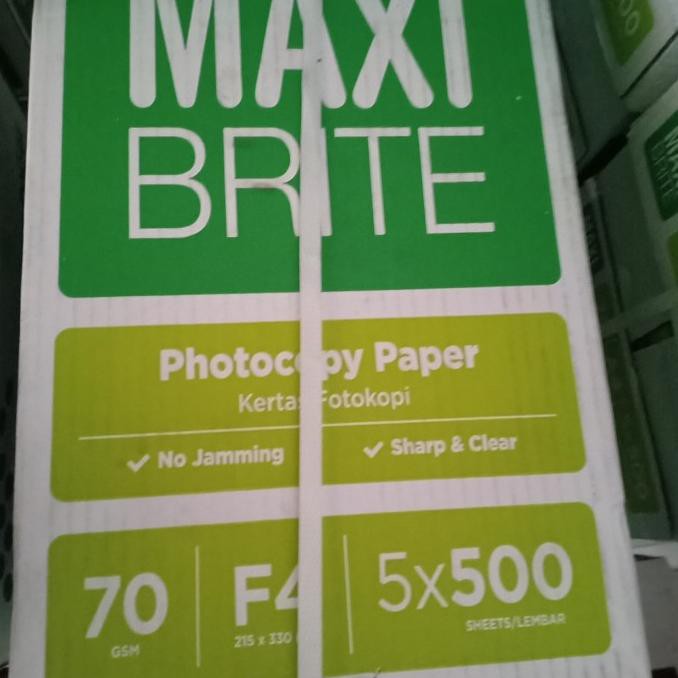 MAXI
BRITE
Photocopy Paper
Kertas Fotokopi
✓ No Jamming
✓ Sharp & Clear
70
GSM
F4
215 x 330
5x500
SHEETS/LEMBAR